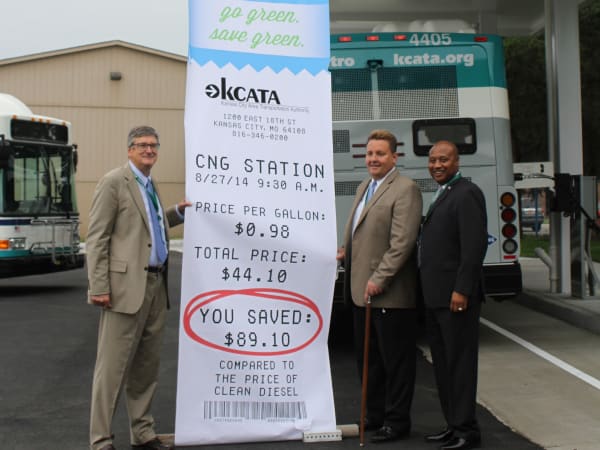 go green.
save green.
KCATA
Kansas City Area Transportation Authority
1200 EAST 18TH ST
KANSAS CITY, MO 64108
816-346-0200
CNG STATION
8/27/14 9:30 A.M.
PRICE PER GALLON:
$0.98
TOTAL PRICE:
$44.10
YOU SAVED:
$89.10
COMPARED TO
THE PRICE OF
CLEAN DIESEL
4405
metro
kcata.org
3